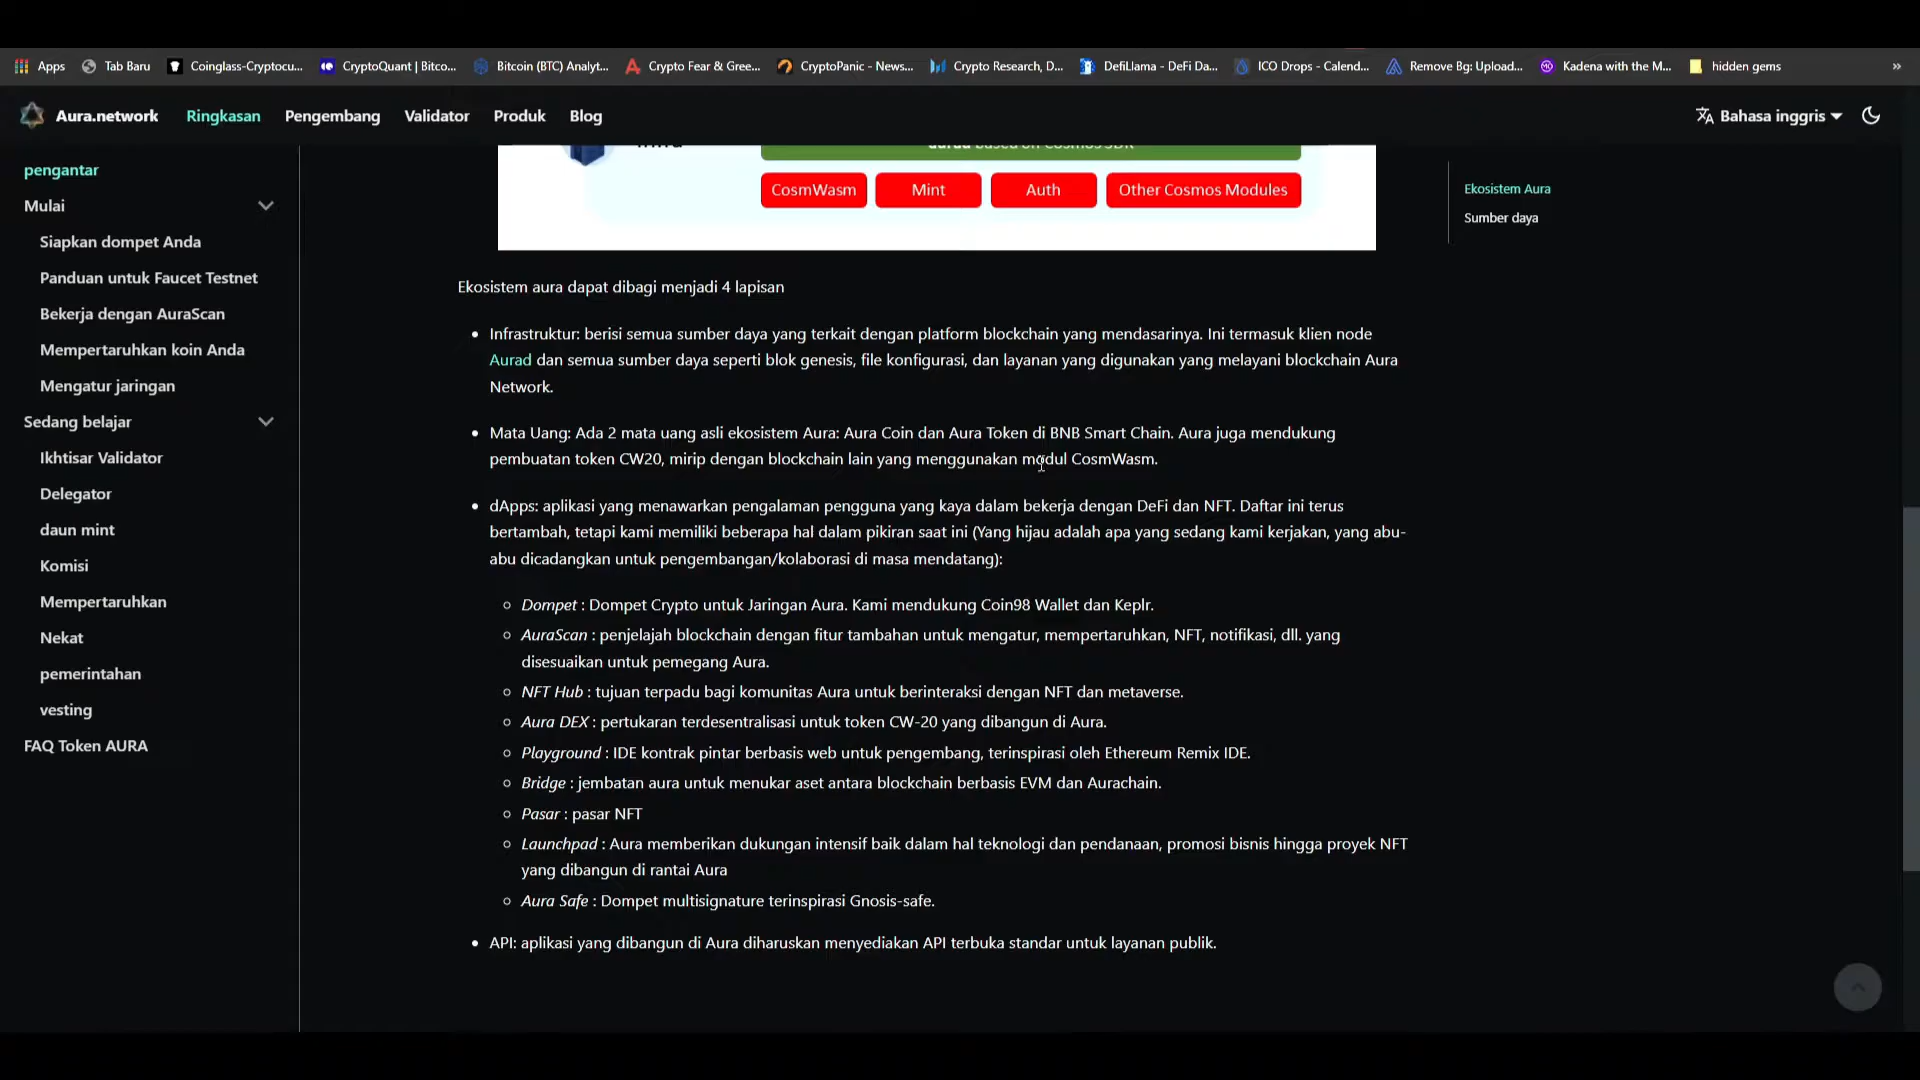 Apps Tab Baru Coinglass-Cryptocu... CryptoQuant | Bitco... Bitcoin (BTC) Analyt... Crypto Fear & Gree... CryptoPanic - News... Crypto Research, D... DefiLlama - DeFi Da... ICO Drops - Calend... Remove Bg: Upload... Kadena with the M... hidden gems »
Aura.network Ringkasan Pengembang Validator Produk Blog Bahasa inggris
pengantar
Mulai
Siapkan dompet Anda
Panduan untuk Faucet Testnet
Bekerja dengan AuraScan
Mempertaruhkan koin Anda
Mengatur jaringan
Sedang belajar
Ikhtisar Validator
Delegator
daun mint
Komisi
Mempertaruhkan
Nekat
pemerintahan
vesting
FAQ Token AURA
based on Cosmos SDK
CosmWasm Mint Auth Other Cosmos Modules
Ekosistem aura dapat dibagi menjadi 4 lapisan
Infrastruktur: berisi semua sumber daya yang terkait dengan platform blockchain yang mendasarinya. Ini termasuk klien node
Aurad dan semua sumber daya seperti blok genesis, file konfigurasi, dan layanan yang digunakan yang melayani blockchain Aura
Network.
Mata Uang: Ada 2 mata uang asli ekosistem Aura: Aura Coin dan Aura Token di BNB Smart Chain. Aura juga mendukung
pembuatan token CW20, mirip dengan blockchain lain yang menggunakan modul CosmWasm.
dApps: aplikasi yang menawarkan pengalaman pengguna yang kaya dalam bekerja dengan DeFi dan NFT. Daftar ini terus
bertambah, tetapi kami memiliki beberapa hal dalam pikiran saat ini (Yang hijau adalah apa yang sedang kami kerjakan, yang abu-
abu dicadangkan untuk pengembangan/kolaborasi di masa mendatang):
Dompet : Dompet Crypto untuk Jaringan Aura. Kami mendukung Coin98 Wallet dan Keplr.
AuraScan : penjelajah blockchain dengan fitur tambahan untuk mengatur, mempertaruhkan, NFT, notifikasi, dll. yang
disesuaikan untuk pemegang Aura.
NFT Hub : tujuan terpadu bagi komunitas Aura untuk berinteraksi dengan NFT dan metaverse.
Aura DEX : pertukaran terdesentralisasi untuk token CW-20 yang dibangun di Aura.
Playground : IDE kontrak pintar berbasis web untuk pengembang, terinspirasi oleh Ethereum Remix IDE.
Bridge : jembatan aura untuk menukar aset antara blockchain berbasis EVM dan Aurachain.
Pasar : pasar NFT
Launchpad : Aura memberikan dukungan intensif baik dalam hal teknologi dan pendanaan, promosi bisnis hingga proyek NFT
yang dibangun di rantai Aura
Aura Safe : Dompet multisignature terinspirasi Gnosis-safe.
API: aplikasi yang dibangun di Aura diharuskan menyediakan API terbuka standar untuk layanan publik.
Ekosistem Aura
Sumber daya